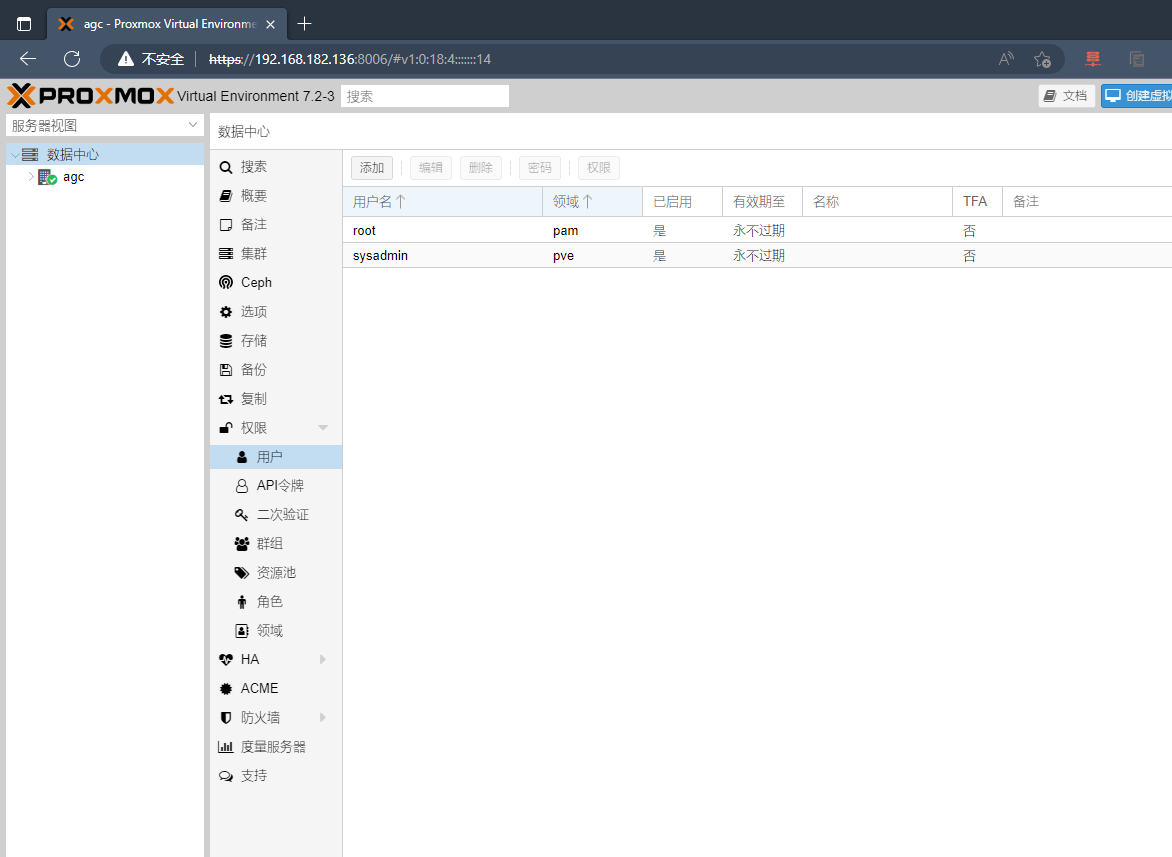 agc - Proxmox Virtual Environme
不安全 https://192.168.182.136:8006/#v1:0:18:4:::::::14
PROXMOX Virtual Environment 7.2-3 搜索 文档 创建虚拟
服务器视图
数据中心
agc
数据中心
搜索
概要
备注
集群
Ceph
选项
存储
备份
复制
权限
用户
API令牌
二次验证
群组
资源池
角色
领域
HA
ACME
防火墙
度量服务器
支持
添加 编辑 删除 密码 权限
用户名 领域 已启用 有效期至 名称 TFA 备注
root pam 是 永不过期 否
sysadmin pve 是 永不过期 否